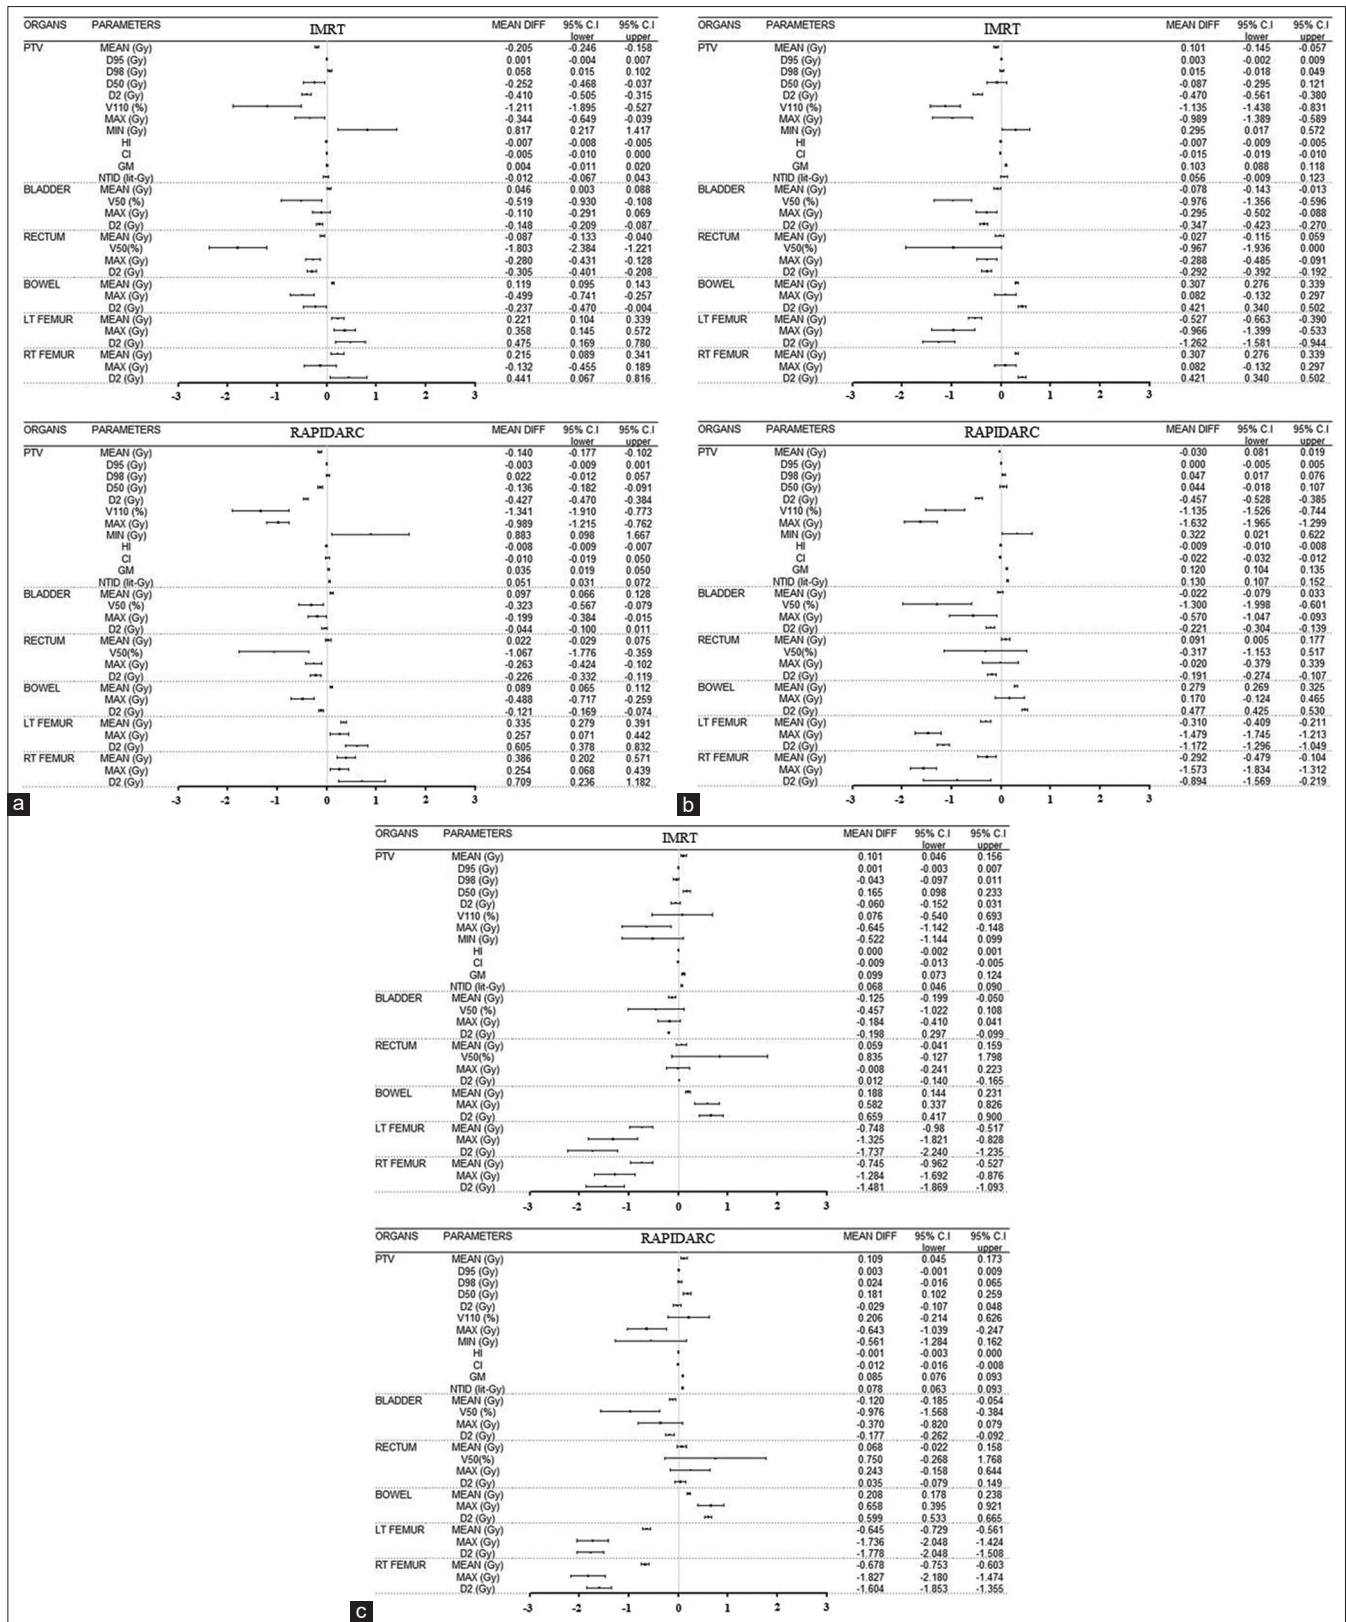 ORGANS PARAMETERS IMRT MEAN DIFF 95% C.I lower 95% C.I upper
PTV MEAN (Gy) -0.205 -0.246 -0.158
D95 (Gy) 0.001 -0.004 0.007
D98 (Gy) 0.058 0.015 0.102
D50 (Gy) -0.252 -0.468 -0.037
D2 (Gy) -0.410 -0.505 -0.315
V110 (%) -1.211 -1.895 -0.527
MAX (Gy) -0.344 -0.649 -0.039
MIN (Gy) 0.817 0.217 1.417
HI -0.007 -0.008 -0.005
CI -0.005 -0.010 0.000
GM 0.004 -0.011 0.020
NTID (lit-Gy) -0.012 -0.067 0.043
BLADDER MEAN (Gy) 0.046 0.003 0.088
V50 (%) -0.519 -0.930 -0.108
MAX (Gy) -0.110 -0.291 0.069
D2 (Gy) -0.148 -0.209 -0.087
RECTUM MEAN (Gy) -0.087 -0.133 -0.040
V50(%) -1.803 -2.384 -1.221
MAX (Gy) -0.280 -0.431 -0.128
D2 (Gy) -0.305 -0.401 -0.208
BOWEL MEAN (Gy) 0.119 0.095 0.143
MAX (Gy) -0.499 -0.741 -0.257
D2 (Gy) -0.237 -0.470 -0.004
LT FEMUR MEAN (Gy) 0.221 0.104 0.339
MAX (Gy) 0.358 0.145 0.572
D2 (Gy) 0.475 0.169 0.780
RT FEMUR MEAN (Gy) 0.215 0.089 0.341
MAX (Gy) -0.132 -0.455 0.189
D2 (Gy) 0.441 0.067 0.816
-3 -2 -1 0 1 2 3
ORGANS PARAMETERS RAPIDARC MEAN DIFF 95% C.I lower 95% C.I upper
PTV MEAN (Gy) -0.140 -0.177 -0.102
D95 (Gy) -0.003 -0.009 0.001
D98 (Gy) 0.022 -0.012 0.057
D50 (Gy) -0.136 -0.182 -0.091
D2 (Gy) -0.427 -0.470 -0.384
V110 (%) -1.341 -1.910 -0.773
MAX (Gy) -0.989 -1.215 -0.762
MIN (Gy) 0.883 0.098 1.667
HI -0.008 -0.009 -0.007
CI -0.010 -0.019 0.050
GM 0.035 0.019 0.050
NTID (lit-Gy) 0.051 0.031 0.072
BLADDER MEAN (Gy) 0.097 0.066 0.128
V50 (%) -0.323 -0.567 -0.079
MAX (Gy) -0.199 -0.384 -0.015
D2 (Gy) -0.044 -0.100 0.011
RECTUM MEAN (Gy) 0.022 -0.029 0.075
V50(%) -1.067 -1.776 -0.359
MAX (Gy) -0.263 -0.424 -0.102
D2 (Gy) -0.226 -0.332 -0.119
BOWEL MEAN (Gy) 0.089 0.065 0.112
MAX (Gy) -0.488 -0.717 -0.259
D2 (Gy) -0.121 -0.169 -0.074
LT FEMUR MEAN (Gy) 0.335 0.279 0.391
MAX (Gy) 0.257 0.071 0.442
D2 (Gy) 0.605 0.378 0.832
RT FEMUR MEAN (Gy) 0.386 0.202 0.571
MAX (Gy) 0.254 0.068 0.439
D2 (Gy) 0.709 0.236 1.182
-3 -2 -1 0 1 2 3
a
ORGANS PARAMETERS IMRT MEAN DIFF 95% C.I lower 95% C.I upper
PTV MEAN (Gy) 0.101 -0.145 -0.057
D95 (Gy) 0.003 -0.002 0.009
D98 (Gy) 0.015 -0.018 0.049
D50 (Gy) -0.087 -0.295 0.121
D2 (Gy) -0.470 -0.561 -0.380
V110 (%) -1.135 -1.438 -0.831
MAX (Gy) -0.989 -1.389 -0.589
MIN (Gy) 0.295 0.017 0.572
HI -0.007 -0.009 -0.005
CI -0.015 -0.019 -0.010
GM 0.103 0.088 0.118
NTID (lit-Gy) 0.056 -0.009 0.123
BLADDER MEAN (Gy) -0.078 -0.143 -0.013
V50 (%) -0.976 -1.356 -0.596
MAX (Gy) -0.295 -0.502 -0.088
D2 (Gy) -0.347 -0.423 -0.270
RECTUM MEAN (Gy) -0.027 -0.115 0.059
V50(%) -0.967 -1.936 0.000
MAX (Gy) -0.288 -0.485 -0.091
D2 (Gy) -0.292 -0.392 -0.192
BOWEL MEAN (Gy) 0.307 0.276 0.339
MAX (Gy) 0.082 -0.132 0.297
D2 (Gy) 0.421 0.340 0.502
LT FEMUR MEAN (Gy) -0.527 -0.663 -0.390
MAX (Gy) -0.966 -1.399 -0.533
D2 (Gy) -1.262 -1.581 -0.944
RT FEMUR MEAN (Gy) 0.307 0.276 0.339
MAX (Gy) 0.082 -0.132 0.297
D2 (Gy) 0.421 0.340 0.502
-3 -2 -1 0 1 2 3
ORGANS PARAMETERS RAPIDARC MEAN DIFF 95% C.I lower 95% C.I upper
PTV MEAN (Gy) -0.030 0.081 0.019
D95 (Gy) 0.000 -0.005 0.005
D98 (Gy) 0.047 0.017 0.076
D50 (Gy) 0.044 -0.018 0.107
D2 (Gy) -0.457 -0.528 -0.385
V110 (%) -1.135 -1.526 -0.744
MAX (Gy) -1.632 -1.965 -1.299
MIN (Gy) 0.322 0.021 0.622
HI -0.009 -0.010 -0.008
CI -0.022 -0.032 -0.012
GM 0.120 0.104 0.135
NTID (lit-Gy) 0.130 0.107 0.152
BLADDER MEAN (Gy) -0.022 -0.079 0.033
V50 (%) -1.300 -1.998 -0.601
MAX (Gy) -0.570 -1.047 -0.093
D2 (Gy) -0.221 -0.304 -0.139
RECTUM MEAN (Gy) 0.091 0.005 0.177
V50(%) -0.317 -1.153 0.517
MAX (Gy) -0.020 -0.379 0.339
D2 (Gy) -0.191 -0.274 -0.107
BOWEL MEAN (Gy) 0.279 0.269 0.325
MAX (Gy) 0.170 -0.124 0.465
D2 (Gy) 0.477 0.425 0.530
LT FEMUR MEAN (Gy) -0.310 -0.409 -0.211
MAX (Gy) -1.479 -1.745 -1.213
D2 (Gy) -1.172 -1.296 -1.049
RT FEMUR MEAN (Gy) -0.292 -0.479 -0.104
MAX (Gy) -1.573 -1.834 -1.312
D2 (Gy) -0.894 -1.569 -0.219
-3 -2 -1 0 1 2 3
b
ORGANS PARAMETERS IMRT MEAN DIFF 95% C.I lower 95% C.I upper
PTV MEAN (Gy) 0.101 0.046 0.156
D95 (Gy) 0.001 -0.003 0.007
D98 (Gy) -0.043 -0.097 0.011
D50 (Gy) 0.165 0.098 0.233
D2 (Gy) -0.060 -0.152 0.031
V110 (%) 0.076 -0.540 0.693
MAX (Gy) -0.645 -1.142 -0.148
MIN (Gy) -0.522 -1.144 0.099
HI 0.000 -0.002 0.001
CI -0.009 -0.013 -0.005
GM 0.099 0.073 0.124
NTID (lit-Gy) 0.068 0.046 0.090
BLADDER MEAN (Gy) -0.125 -0.199 -0.050
V50 (%) -0.457 -1.022 0.108
MAX (Gy) -0.184 -0.410 0.041
D2 (Gy) -0.198 0.297 -0.099
RECTUM MEAN (Gy) 0.059 -0.041 0.159
V50(%) 0.835 -0.127 1.798
MAX (Gy) -0.008 -0.241 0.223
D2 (Gy) 0.012 -0.140 -0.165
BOWEL MEAN (Gy) 0.188 0.144 0.231
MAX (Gy) 0.582 0.337 0.826
D2 (Gy) 0.659 0.417 0.900
LT FEMUR MEAN (Gy) -0.748 -0.98 -0.517
MAX (Gy) -1.325 -1.821 -0.828
D2 (Gy) -1.737 -2.240 -1.235
RT FEMUR MEAN (Gy) -0.745 -0.962 -0.527
MAX (Gy) -1.284 -1.692 -0.876
D2 (Gy) -1.481 -1.869 -1.093
-3 -2 -1 0 1 2 3
ORGANS PARAMETERS RAPIDARC MEAN DIFF 95% C.I lower 95% C.I upper
PTV MEAN (Gy) 0.109 0.045 0.173
D95 (Gy) 0.003 -0.001 0.009
D98 (Gy) 0.024 -0.016 0.065
D50 (Gy) 0.181 0.102 0.259
D2 (Gy) -0.029 -0.107 0.048
V110 (%) 0.206 -0.214 0.626
MAX (Gy) -0.643 -1.039 -0.247
MIN (Gy) -0.561 -1.284 0.162
HI -0.001 -0.003 0.000
CI -0.012 -0.016 -0.008
GM 0.085 0.076 0.093
NTID (lit-Gy) 0.078 0.063 0.093
BLADDER MEAN (Gy) -0.120 -0.185 -0.054
V50 (%) -0.976 -1.568 -0.384
MAX (Gy) -0.370 -0.820 0.079
D2 (Gy) -0.177 -0.262 -0.092
RECTUM MEAN (Gy) 0.068 -0.022 0.158
V50(%) 0.750 -0.268 1.768
MAX (Gy) 0.243 -0.158 0.644
D2 (Gy) 0.035 -0.079 0.149
BOWEL MEAN (Gy) 0.208 0.178 0.238
MAX (Gy) 0.658 0.395 0.921
D2 (Gy) 0.599 0.533 0.665
LT FEMUR MEAN (Gy) -0.645 -0.729 -0.561
MAX (Gy) -1.736 -2.048 -1.424
D2 (Gy) -1.778 -2.048 -1.508
RT FEMUR MEAN (Gy) -0.678 -0.753 -0.603
MAX (Gy) -1.827 -2.180 -1.474
D2 (Gy) -1.604 -1.853 -1.355
-3 -2 -1 0 1 2 3
c